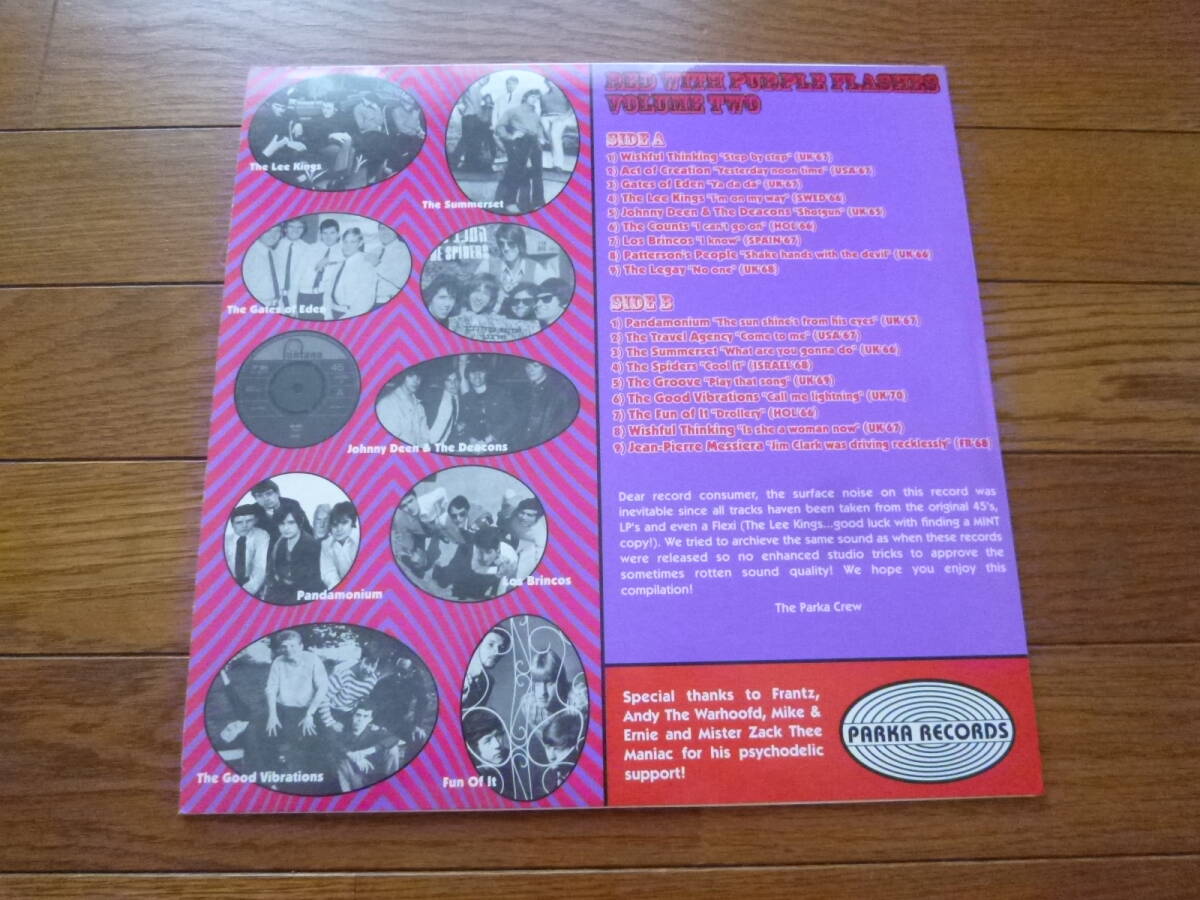 The Lee Kings
The Summerset
The Gates of Eden
THE SPIDERS
fontana
Johnny Deen & The Deacons
Pandamonium
Los Brincos
The Good Vibrations
Fun Of It
RED WITH PURPLE FLASHES
VOLUME TWO
SIDE A
1) Wishful Thinking "Step by step" (UK'67)
2) Act of Creation "Yesterday noon time" (USA'67)
3) Gates of Eden "Ya da da" (UK'67)
4) The Lee Kings "I'm on my way" (SWED'66)
5) Johnny Deen & The Deacons "Shotgun" (UK'65)
6) The Counts "I can't go on" (HOL'66)
7) Los Brincos "I know" (SPAIN'67)
8) Patterson's People "Shake hands with the devil" (UK'66)
9) The Legay "No one" (UK'68)
SIDE B
1) Pandamonium "The sun shine's from his eyes" (UK'67)
2) The Travel Agency "Come to me" (USA'67)
3) The Summerset "What are you gonna do" (UK'66)
4) The Spiders "Cool it" (ISRAEL'68)
5) The Groove "Play that song" (UK'69)
6) The Good Vibrations "Call me lightning" (UK'70)
7) The Fun of It "Drollery" (HOL'66)
8) Wishful Thinking "Is she a woman now" (UK'67)
9) Jean-Pierre Messiera "Jim Clark was driving recklessly" (FR'68)
Dear record consumer, the surface noise on this record was
inevitable since all tracks haven been taken from the original 45's,
LP's and even a Flexi (The Lee Kings...good luck with finding a MINT
copy!). We tried to archieve the same sound as when these records
were released so no enhanced studio tricks to approve the
sometimes rotten sound quality! We hope you enjoy this
compilation!
The Parka Crew
Special thanks to Frantz,
Andy The Warhoofd, Mike &
Ernie and Mister Zack Thee
Maniac for his psychodelic
support!
PARKA RECORDS